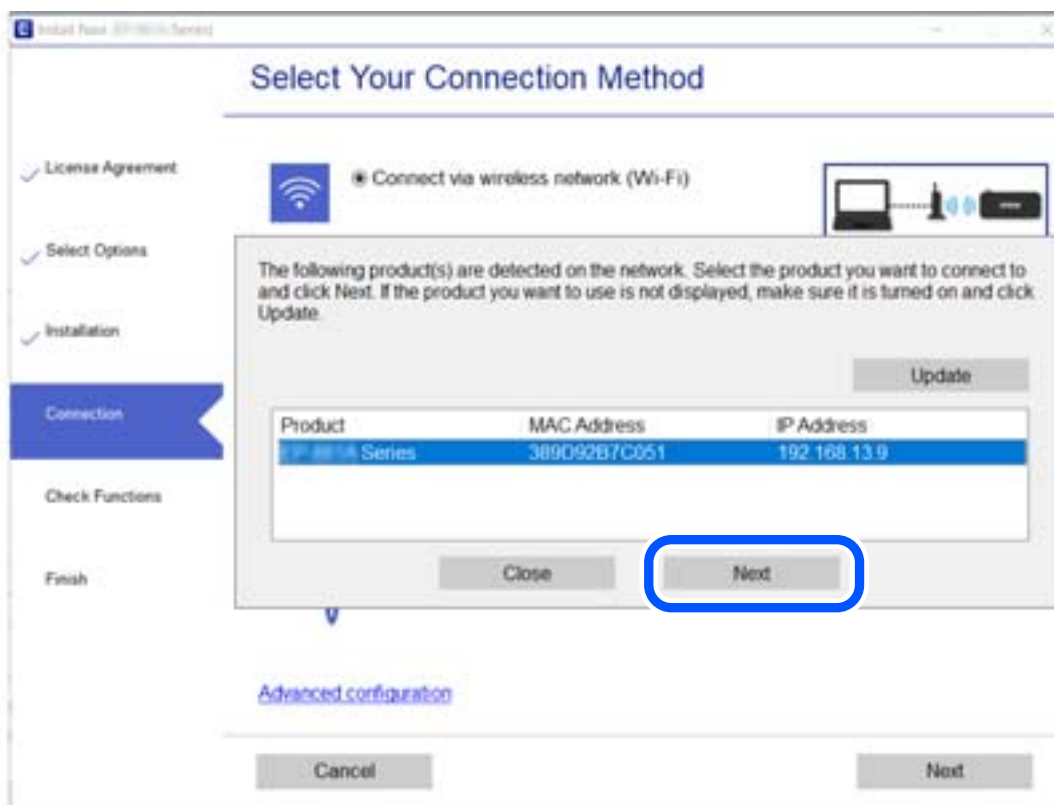 Install Your
Series)
Select Your Connection Method
License Agreement
Select Options
Installation
Connection
Check Functions
Finish
Connect via wireless network (Wi-Fi)
The following product(s) are detected on the network. Select the product you want to connect to
and click Next. If the product you want to use is not displayed, make sure it is turned on and click
Update.
Update
Product MAC Address IP Address
Series 389D92B7C051 192.168.13.9
Close Next
Advanced configuration
Cancel Next